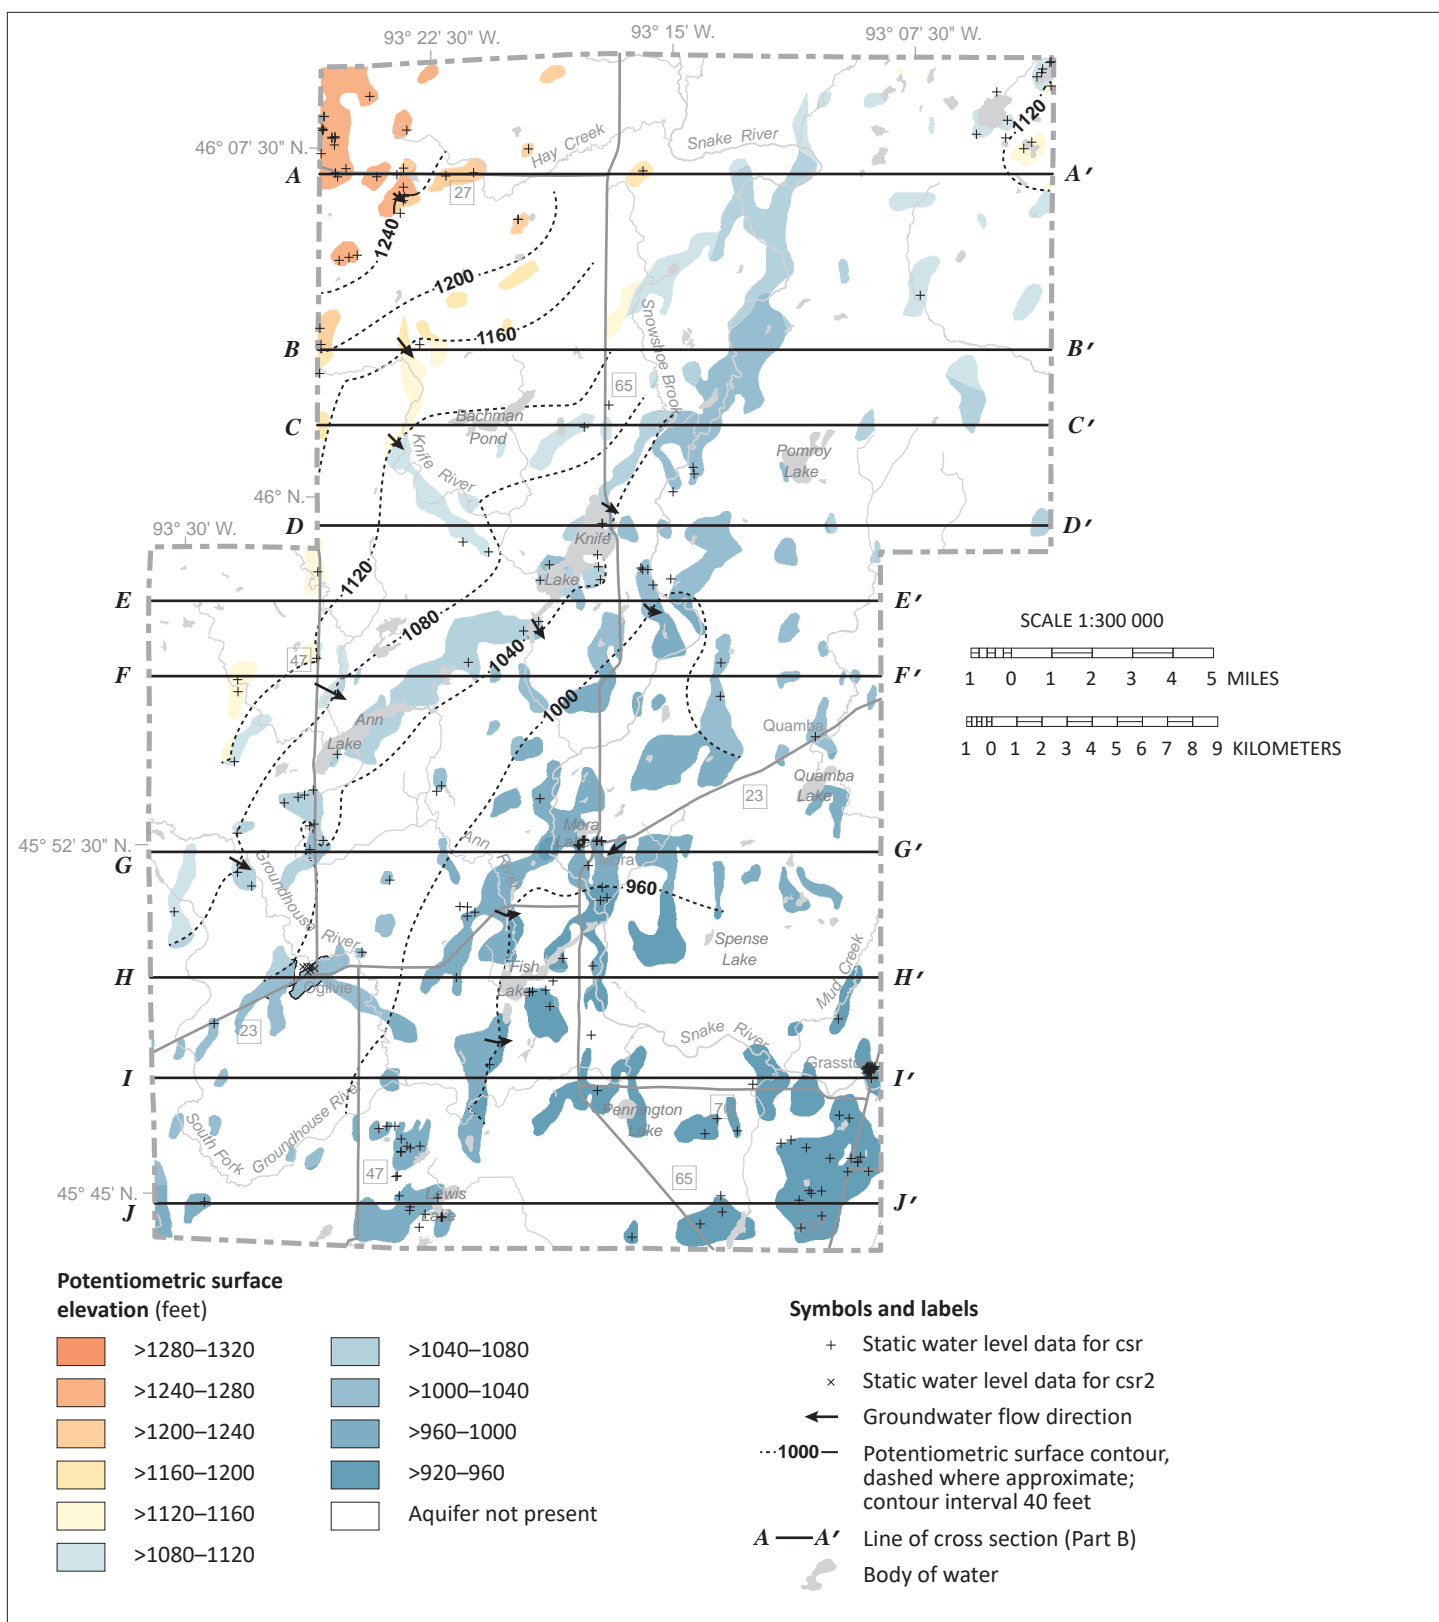 93° 22' 30" W.
93° 15' W.
93° 07' 30" W.
1120
46° 07' 30" N.
Hay Creek
Snake River
A
A′
27
1240
1200
Snowshoe Brook
1160
B
B′
65
Bachman
Pond
C
C′
Knife River
Pomroy
Lake
46° N.
93° 30' W.
D
D′
Knife
Lake
1120
E
E′
1080
1040
47
F
F′
1000
Ann
Lake
Quamba
Quamba
Lake
23
Mora
Lake
Ann River
45° 52' 30" N.
G
G′
Mora
Groundhouse River
960
Spense
Lake
Mud Creek
H
H′
Fish
Lake
Ogilvie
23
Snake River
I
I′
South Fork
Groundhouse River
Pennington
Lake
47
65
45° 45' N.
Lewis
Lake
J
J′
SCALE 1:300 000
1 0 1 2 3 4 5 MILES
1 0 1 2 3 4 5 6 7 8 9 KILOMETERS
Potentiometric surface
elevation (feet)
>1280–1320
>1240–1280
>1200–1240
>1160–1200
>1120–1160
>1080–1120
>1040–1080
>1000–1040
>960–1000
>920–960
Aquifer not present
Symbols and labels
Static water level data for csr
Static water level data for csr2
Groundwater flow direction
1000
Potentiometric surface contour,
dashed where approximate;
contour interval 40 feet
A A′ Line of cross section (Part B)
Body of water